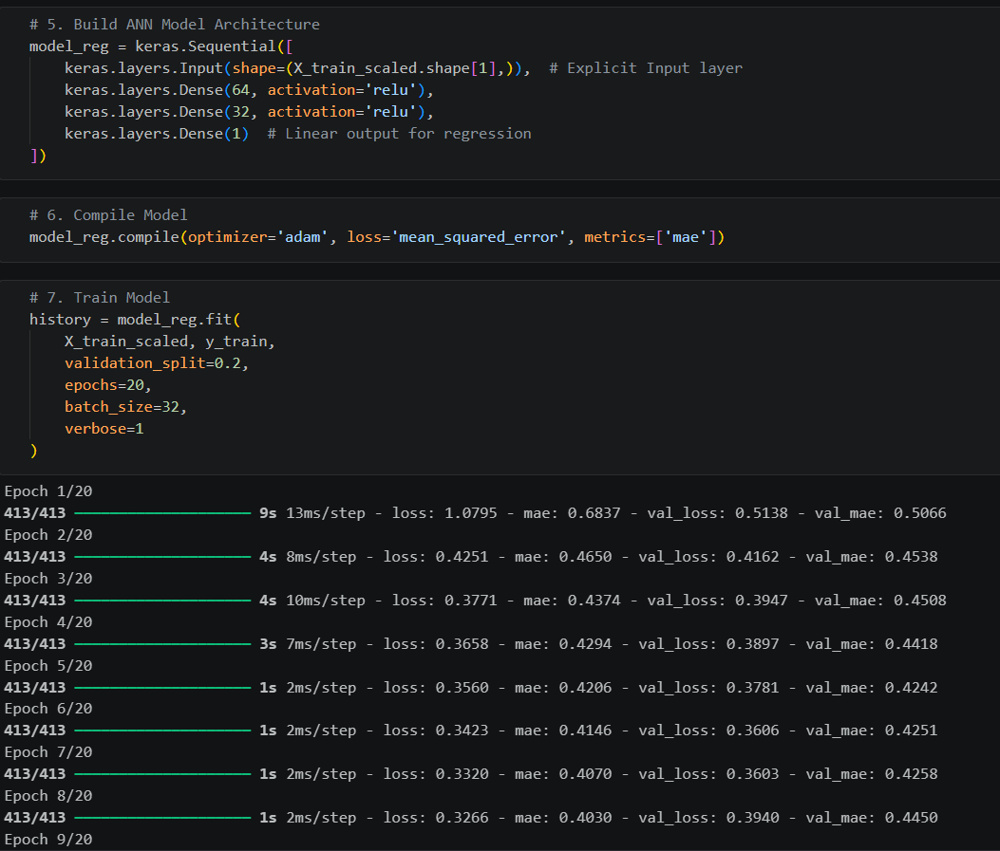 # 5. Build ANN Model Architecture
model_reg = keras.Sequential([
    keras.layers.Input(shape=(X_train_scaled.shape[1],)),  # Explicit Input layer
    keras.layers.Dense(64, activation='relu'),
    keras.layers.Dense(32, activation='relu'),
    keras.layers.Dense(1)  # Linear output for regression
])
# 6. Compile Model
model_reg.compile(optimizer='adam', loss='mean_squared_error', metrics=['mae'])
# 7. Train Model
history = model_reg.fit(
    X_train_scaled, y_train,
    validation_split=0.2,
    epochs=20,
    batch_size=32,
    verbose=1
)
Epoch 1/20
413/413 ━━━━━━━━━━━━━━━━━━━━ 9s 13ms/step - loss: 1.0795 - mae: 0.6837 - val_loss: 0.5138 - val_mae: 0.5066
Epoch 2/20
413/413 ━━━━━━━━━━━━━━━━━━━━ 4s 8ms/step - loss: 0.4251 - mae: 0.4650 - val_loss: 0.4162 - val_mae: 0.4538
Epoch 3/20
413/413 ━━━━━━━━━━━━━━━━━━━━ 4s 10ms/step - loss: 0.3771 - mae: 0.4374 - val_loss: 0.3947 - val_mae: 0.4508
Epoch 4/20
413/413 ━━━━━━━━━━━━━━━━━━━━ 3s 7ms/step - loss: 0.3658 - mae: 0.4294 - val_loss: 0.3897 - val_mae: 0.4418
Epoch 5/20
413/413 ━━━━━━━━━━━━━━━━━━━━ 1s 2ms/step - loss: 0.3560 - mae: 0.4206 - val_loss: 0.3781 - val_mae: 0.4242
Epoch 6/20
413/413 ━━━━━━━━━━━━━━━━━━━━ 1s 2ms/step - loss: 0.3423 - mae: 0.4146 - val_loss: 0.3606 - val_mae: 0.4251
Epoch 7/20
413/413 ━━━━━━━━━━━━━━━━━━━━ 1s 2ms/step - loss: 0.3320 - mae: 0.4070 - val_loss: 0.3603 - val_mae: 0.4258
Epoch 8/20
413/413 ━━━━━━━━━━━━━━━━━━━━ 1s 2ms/step - loss: 0.3266 - mae: 0.4030 - val_loss: 0.3940 - val_mae: 0.4450
Epoch 9/20